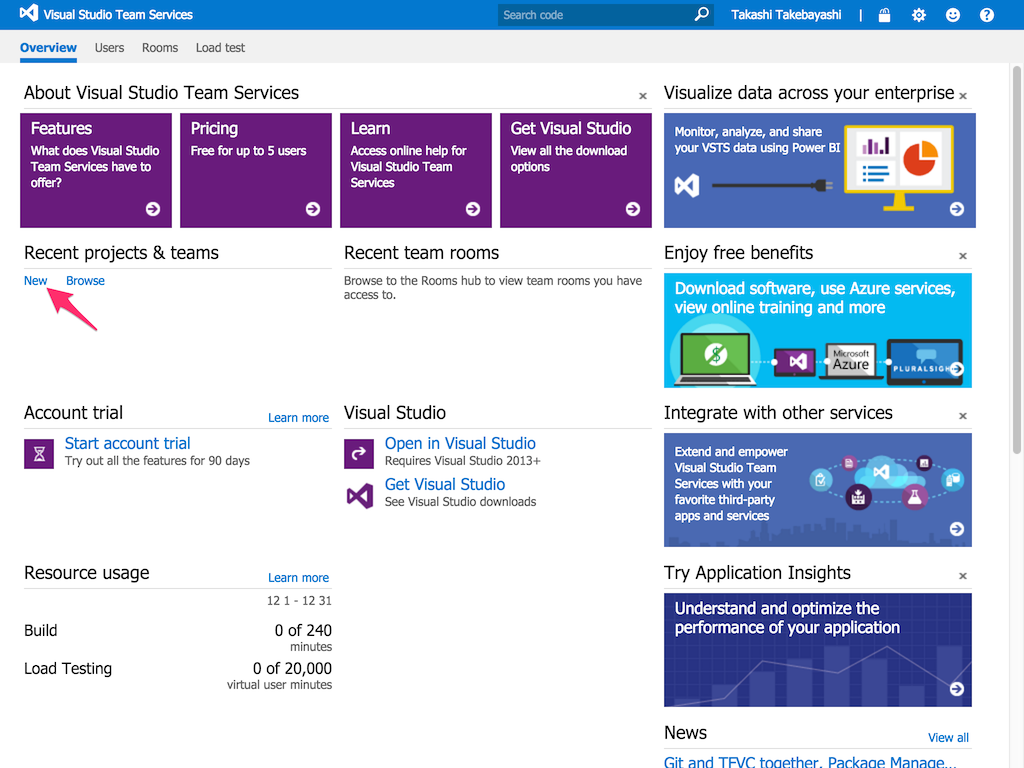 Visual Studio Team Services
Search code
Takashi Takebayashi
Overview
Users
Rooms
Load test
About Visual Studio Team Services
Features
What does Visual Studio
Team Services have to
offer?
Pricing
Free for up to 5 users
Learn
Access online help for
Visual Studio Team
Services
Get Visual Studio
View all the download
options
Visualize data across your enterprise
Monitor, analyze, and share
your VSTS data using Power BI
Recent projects & teams
New
Browse
Recent team rooms
Browse to the Rooms hub to view team rooms you have
access to.
Enjoy free benefits
Download software, use Azure services,
view online training and more
$
Microsoft
Azure
PLURALSIGH
Account trial
Learn more
Start account trial
Try out all the features for 90 days
Visual Studio
Open in Visual Studio
Requires Visual Studio 2013+
Get Visual Studio
See Visual Studio downloads
Integrate with other services
Extend and empower
Visual Studio Team
Services with your
favorite third-party
apps and services
Resource usage
Learn more
12 1 - 12 31
Build
0 of 240
minutes
Load Testing
0 of 20,000
virtual user minutes
Try Application Insights
Understand and optimize the
performance of your application
News
View all
Git and TFVC together, Package Manage...